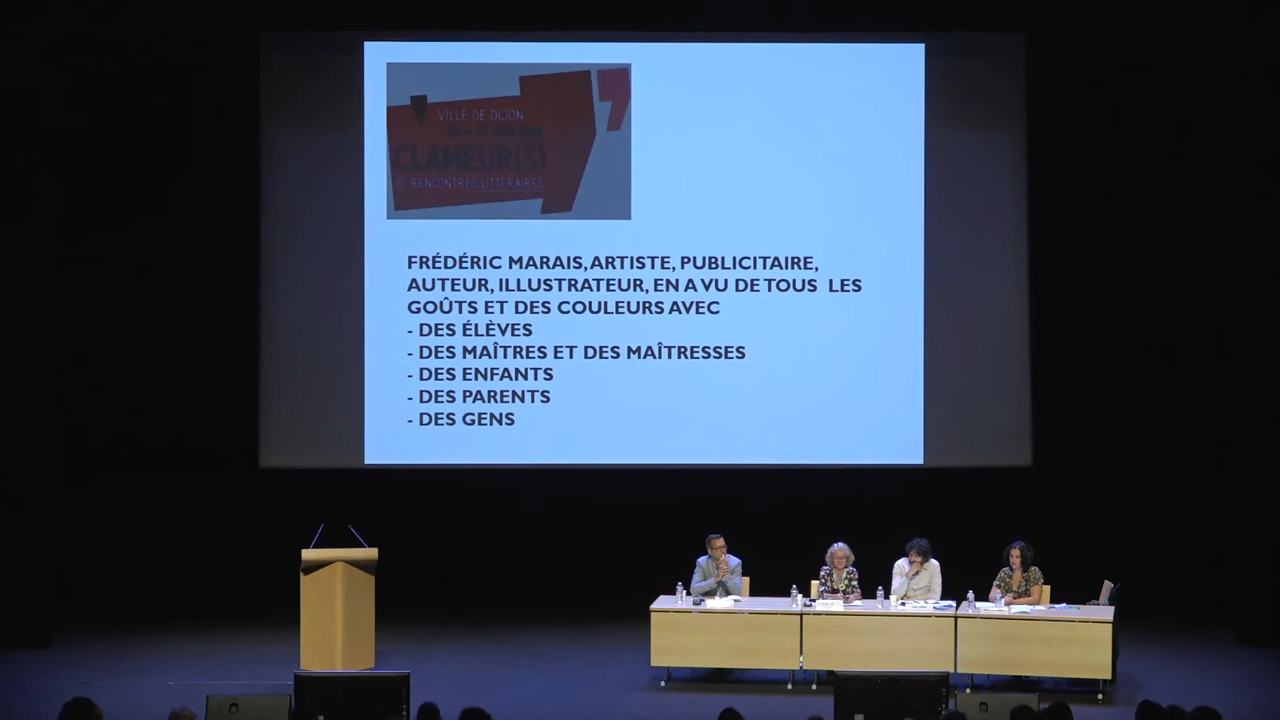 VILLE DE DIJON
CLAMEUR(S)
6E RENCONTRES LITTÉRAIRES
FRÉDÉRIC MARAIS, ARTISTE, PUBLICITAIRE,
AUTEUR, ILLUSTRATEUR, EN A VU DE TOUS LES
GOÛTS ET DES COULEURS AVEC
- DES ÉLÈVES
- DES MAÎTRES ET DES MAÎTRESSES
- DES ENFANTS
- DES PARENTS
- DES GENS